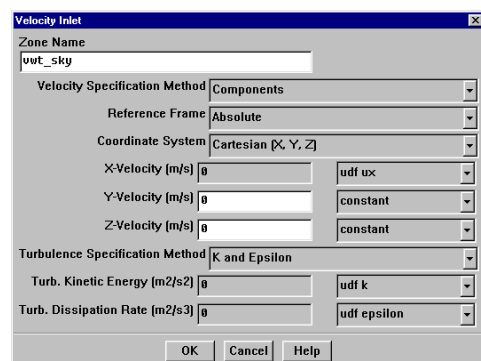 Velocity Inlet
Zone Name
vwt_sky
Velocity Specification Method Components
Reference Frame Absolute
Coordinate System Cartesian (X, Y, Z)
X-Velocity (m/s) 0 udf ux
Y-Velocity (m/s) 0 constant
Z-Velocity (m/s) 0 constant
Turbulence Specification Method K and Epsilon
Turb. Kinetic Energy (m2/s2) 0 udf k
Turb. Dissipation Rate (m2/s3) 0 udf epsilon
OK Cancel Help